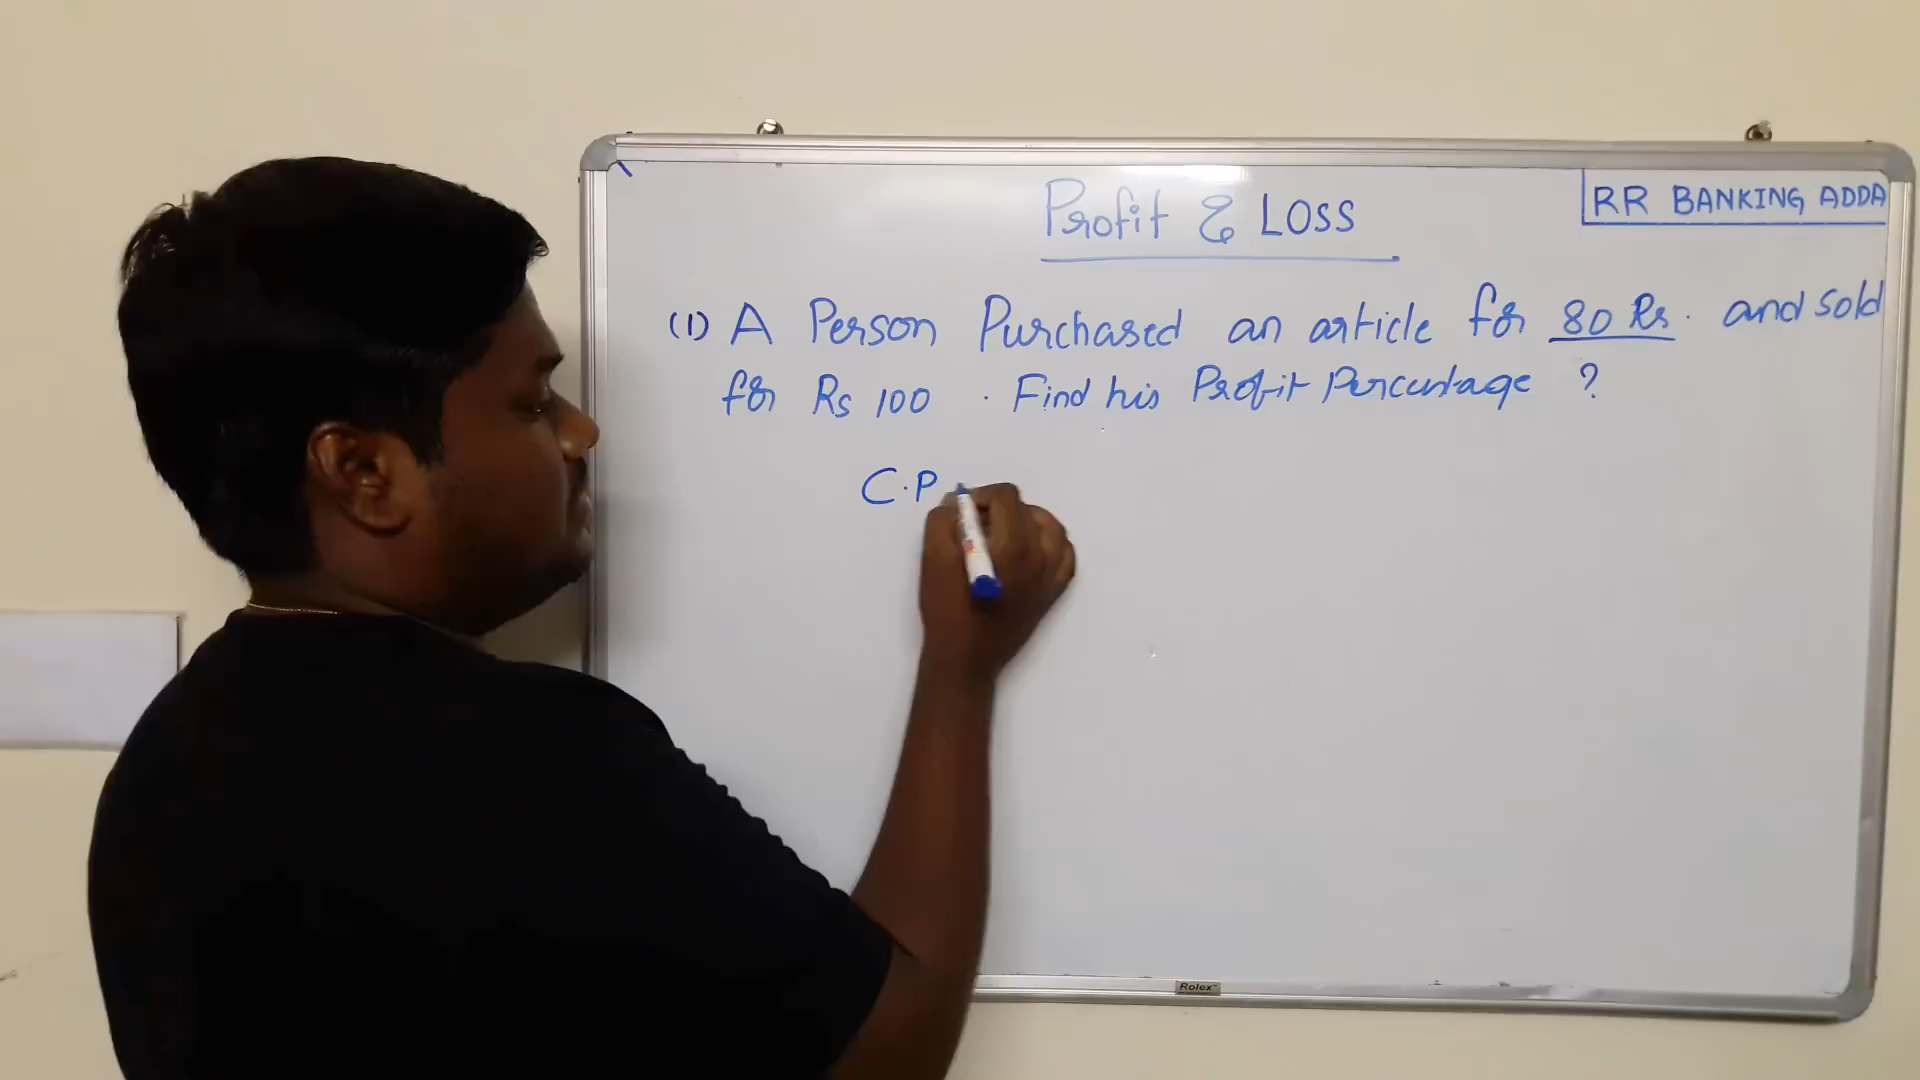 Profit & LOSS
RR BANKING ADDA
(1) A Person Purchased an article for 80 Rs. and sold
for Rs 100 . Find his Profit Percentage ?
C.P
Rolex